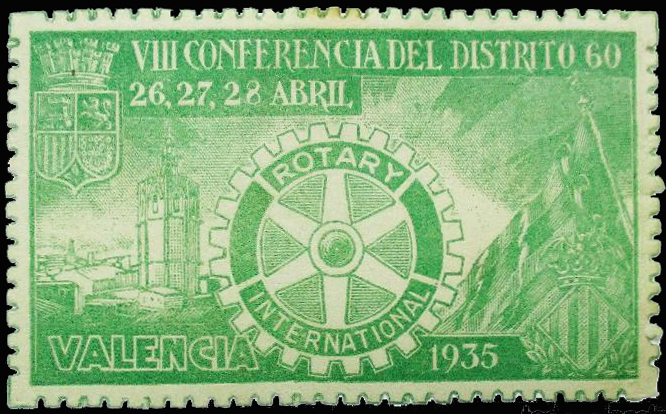 VIII CONFERENCIA DEL DISTRITO 60
26, 27, 28 ABRIL
ROTARY
INTERNATIONAL
VALENCIA
1935